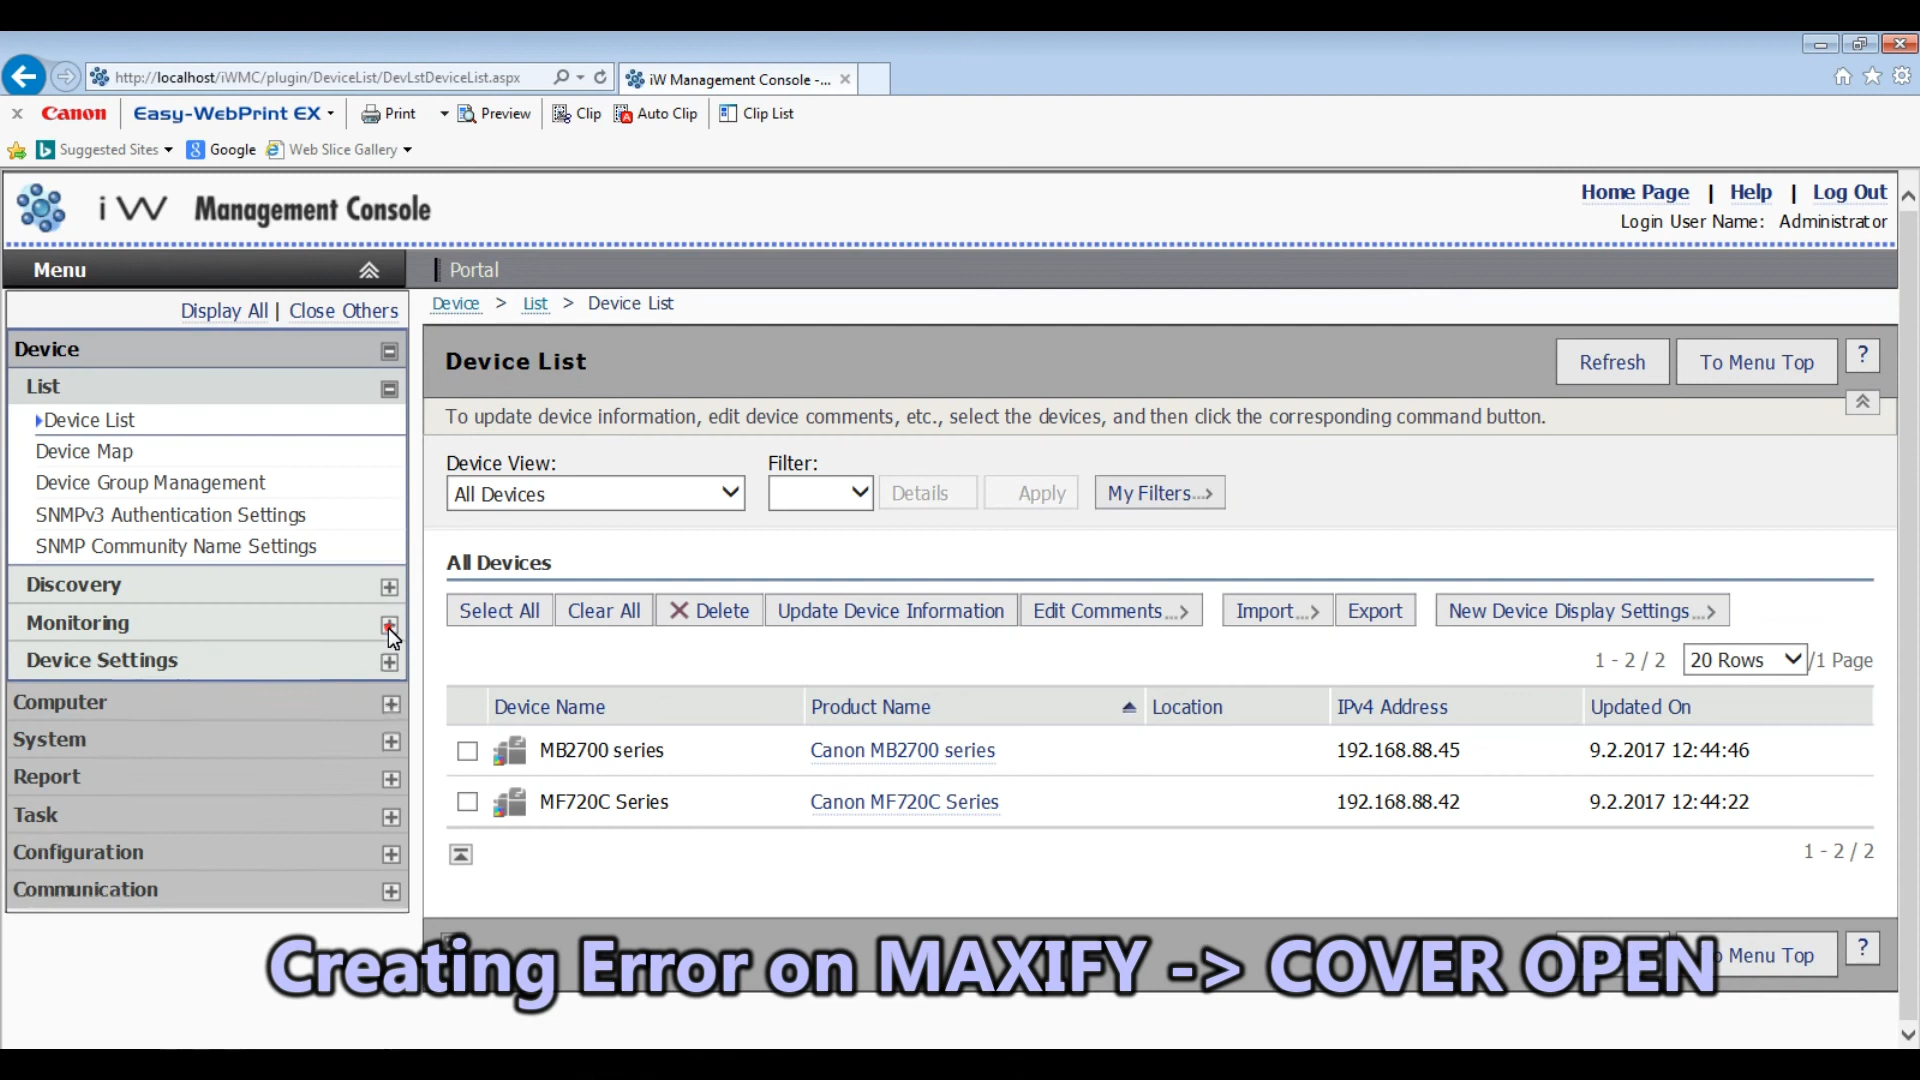 http://localhost/iWMC/plugin/DeviceList/DevLstDeviceList.aspx
iW Management Console -...
Canon
Easy-WebPrint EX
Print
Preview
Clip
Auto Clip
Clip List
Suggested Sites
Google
Web Slice Gallery
iW Management Console
Home Page | Help | Log Out
Login User Name: Administrator
Menu
Portal
Display All | Close Others
Device
List
Device List
Device Map
Device Group Management
SNMPv3 Authentication Settings
SNMP Community Name Settings
Discovery
Monitoring
Device Settings
Computer
System
Report
Task
Configuration
Communication
Device > List > Device List
Device List
Refresh
To Menu Top
?
To update device information, edit device comments, etc., select the devices, and then click the corresponding command button.
Device View:
Filter:
All Devices
Details
Apply
My Filters...>
All Devices
Select All
Clear All
Delete
Update Device Information
Edit Comments...>
Import...>
Export
New Device Display Settings...>
1 - 2 / 2
20 Rows
/1 Page
Device Name
Product Name
Location
IPv4 Address
Updated On
MB2700 series
Canon MB2700 series
192.168.88.45
9.2.2017 12:44:46
MF720C Series
Canon MF720C Series
192.168.88.42
9.2.2017 12:44:22
1 - 2 / 2
Creating Error on MAXIFY -> COVER OPEN
Menu Top
?